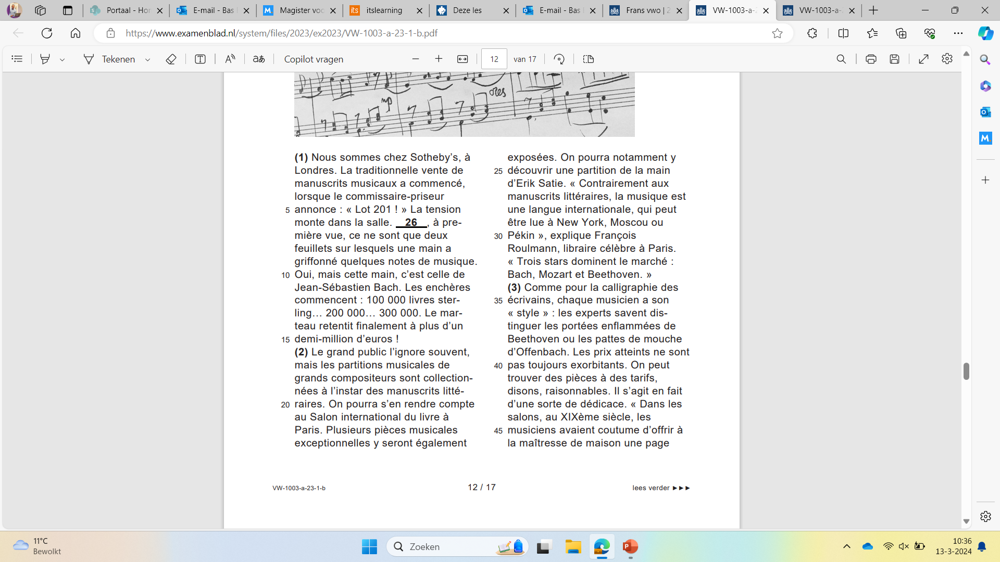 Portaal - Hor
E-mail - Bas
Magister voo
itslearning
Deze les
E-mail - Bas
Frans vwo | 2
VW-1003-a-2
VW-1003-a-
https://www.examenblad.nl/system/files/2023/ex2023/VW-1003-a-23-1-b.pdf
Tekenen
Copilot vragen
12
van 17
mp
(1) Nous sommes chez Sotheby’s, à
Londres. La traditionnelle vente de
manuscrits musicaux a commencé,
lorsque le commissaire-priseur
5 annonce : « Lot 201 ! » La tension
monte dans la salle. 26 , à pre-
mière vue, ce ne sont que deux
feuillets sur lesquels une main a
griffonné quelques notes de musique.
10 Oui, mais cette main, c’est celle de
Jean-Sébastien Bach. Les enchères
commencent : 100 000 livres ster-
ling… 200 000… 300 000. Le mar-
teau retentit finalement à plus d’un
15 demi-million d’euros !
(2) Le grand public l’ignore souvent,
mais les partitions musicales de
grands compositeurs sont collection-
nées à l’instar des manuscrits litté-
20 raires. On pourra s’en rendre compte
au Salon international du livre à
Paris. Plusieurs pièces musicales
exceptionnelles y seront également
exposées. On pourra notamment y
25 découvrir une partition de la main
d’Erik Satie. « Contrairement aux
manuscrits littéraires, la musique est
une langue internationale, qui peut
être lue à New York, Moscou ou
30 Pékin », explique François
Roulmann, libraire célèbre à Paris.
« Trois stars dominent le marché :
Bach, Mozart et Beethoven. »
(3) Comme pour la calligraphie des
35 écrivains, chaque musicien a son
« style » : les experts savent dis-
tinguer les portées enflammées de
Beethoven ou les pattes de mouche
d’Offenbach. Les prix atteints ne sont
40 pas toujours exorbitants. On peut
trouver des pièces à des tarifs,
disons, raisonnables. Il s’agit en fait
d’une sorte de dédicace. « Dans les
salons, au XIXème siècle, les
45 musiciens avaient coutume d’offrir à
la maîtresse de maison une page
VW-1003-a-23-1-b
12 / 17
lees verder ►►►
11°C
Bewolkt
Zoeken
10:36
13-3-2024